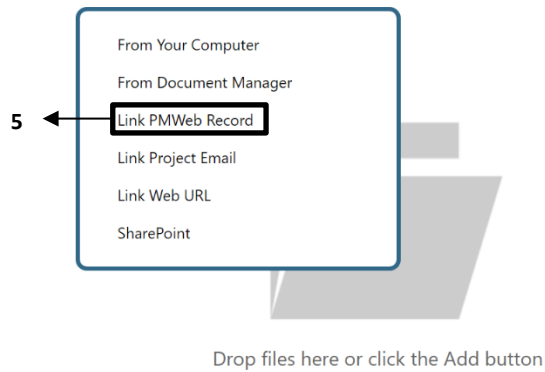 From Your Computer
From Document Manager
5
Link PMWeb Record
Link Project Email
Link Web URL
SharePoint
Drop files here or click the Add button